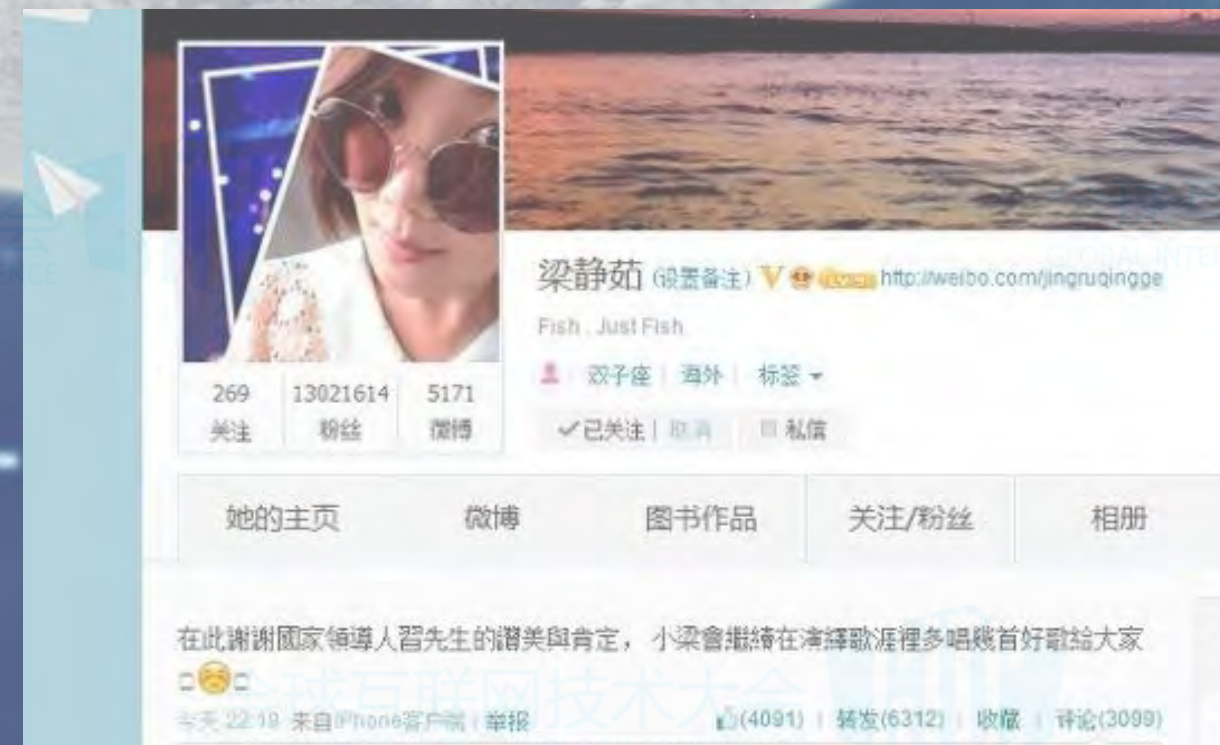 梁静茹 (设置备注) V http://weibo.com/jingruqingpe
Fish , Just Fish
双子座 | 海外 | 标签
269 13021614 5171
关注 粉丝 微博
已关注 | 取消 私信
她的主页 微博 图书作品 关注/粉丝 相册
在此謝謝國家領導人習先生的讚美與肯定， 小梁會繼續在演繹歌涯裡多唱幾首好歌給大家
今天 22:19 来自iPhone客户端 | 举报 (4091) | 转发(6312) | 收藏 | 评论(3099)
全球互联网技术大会
GLOBAL INTE